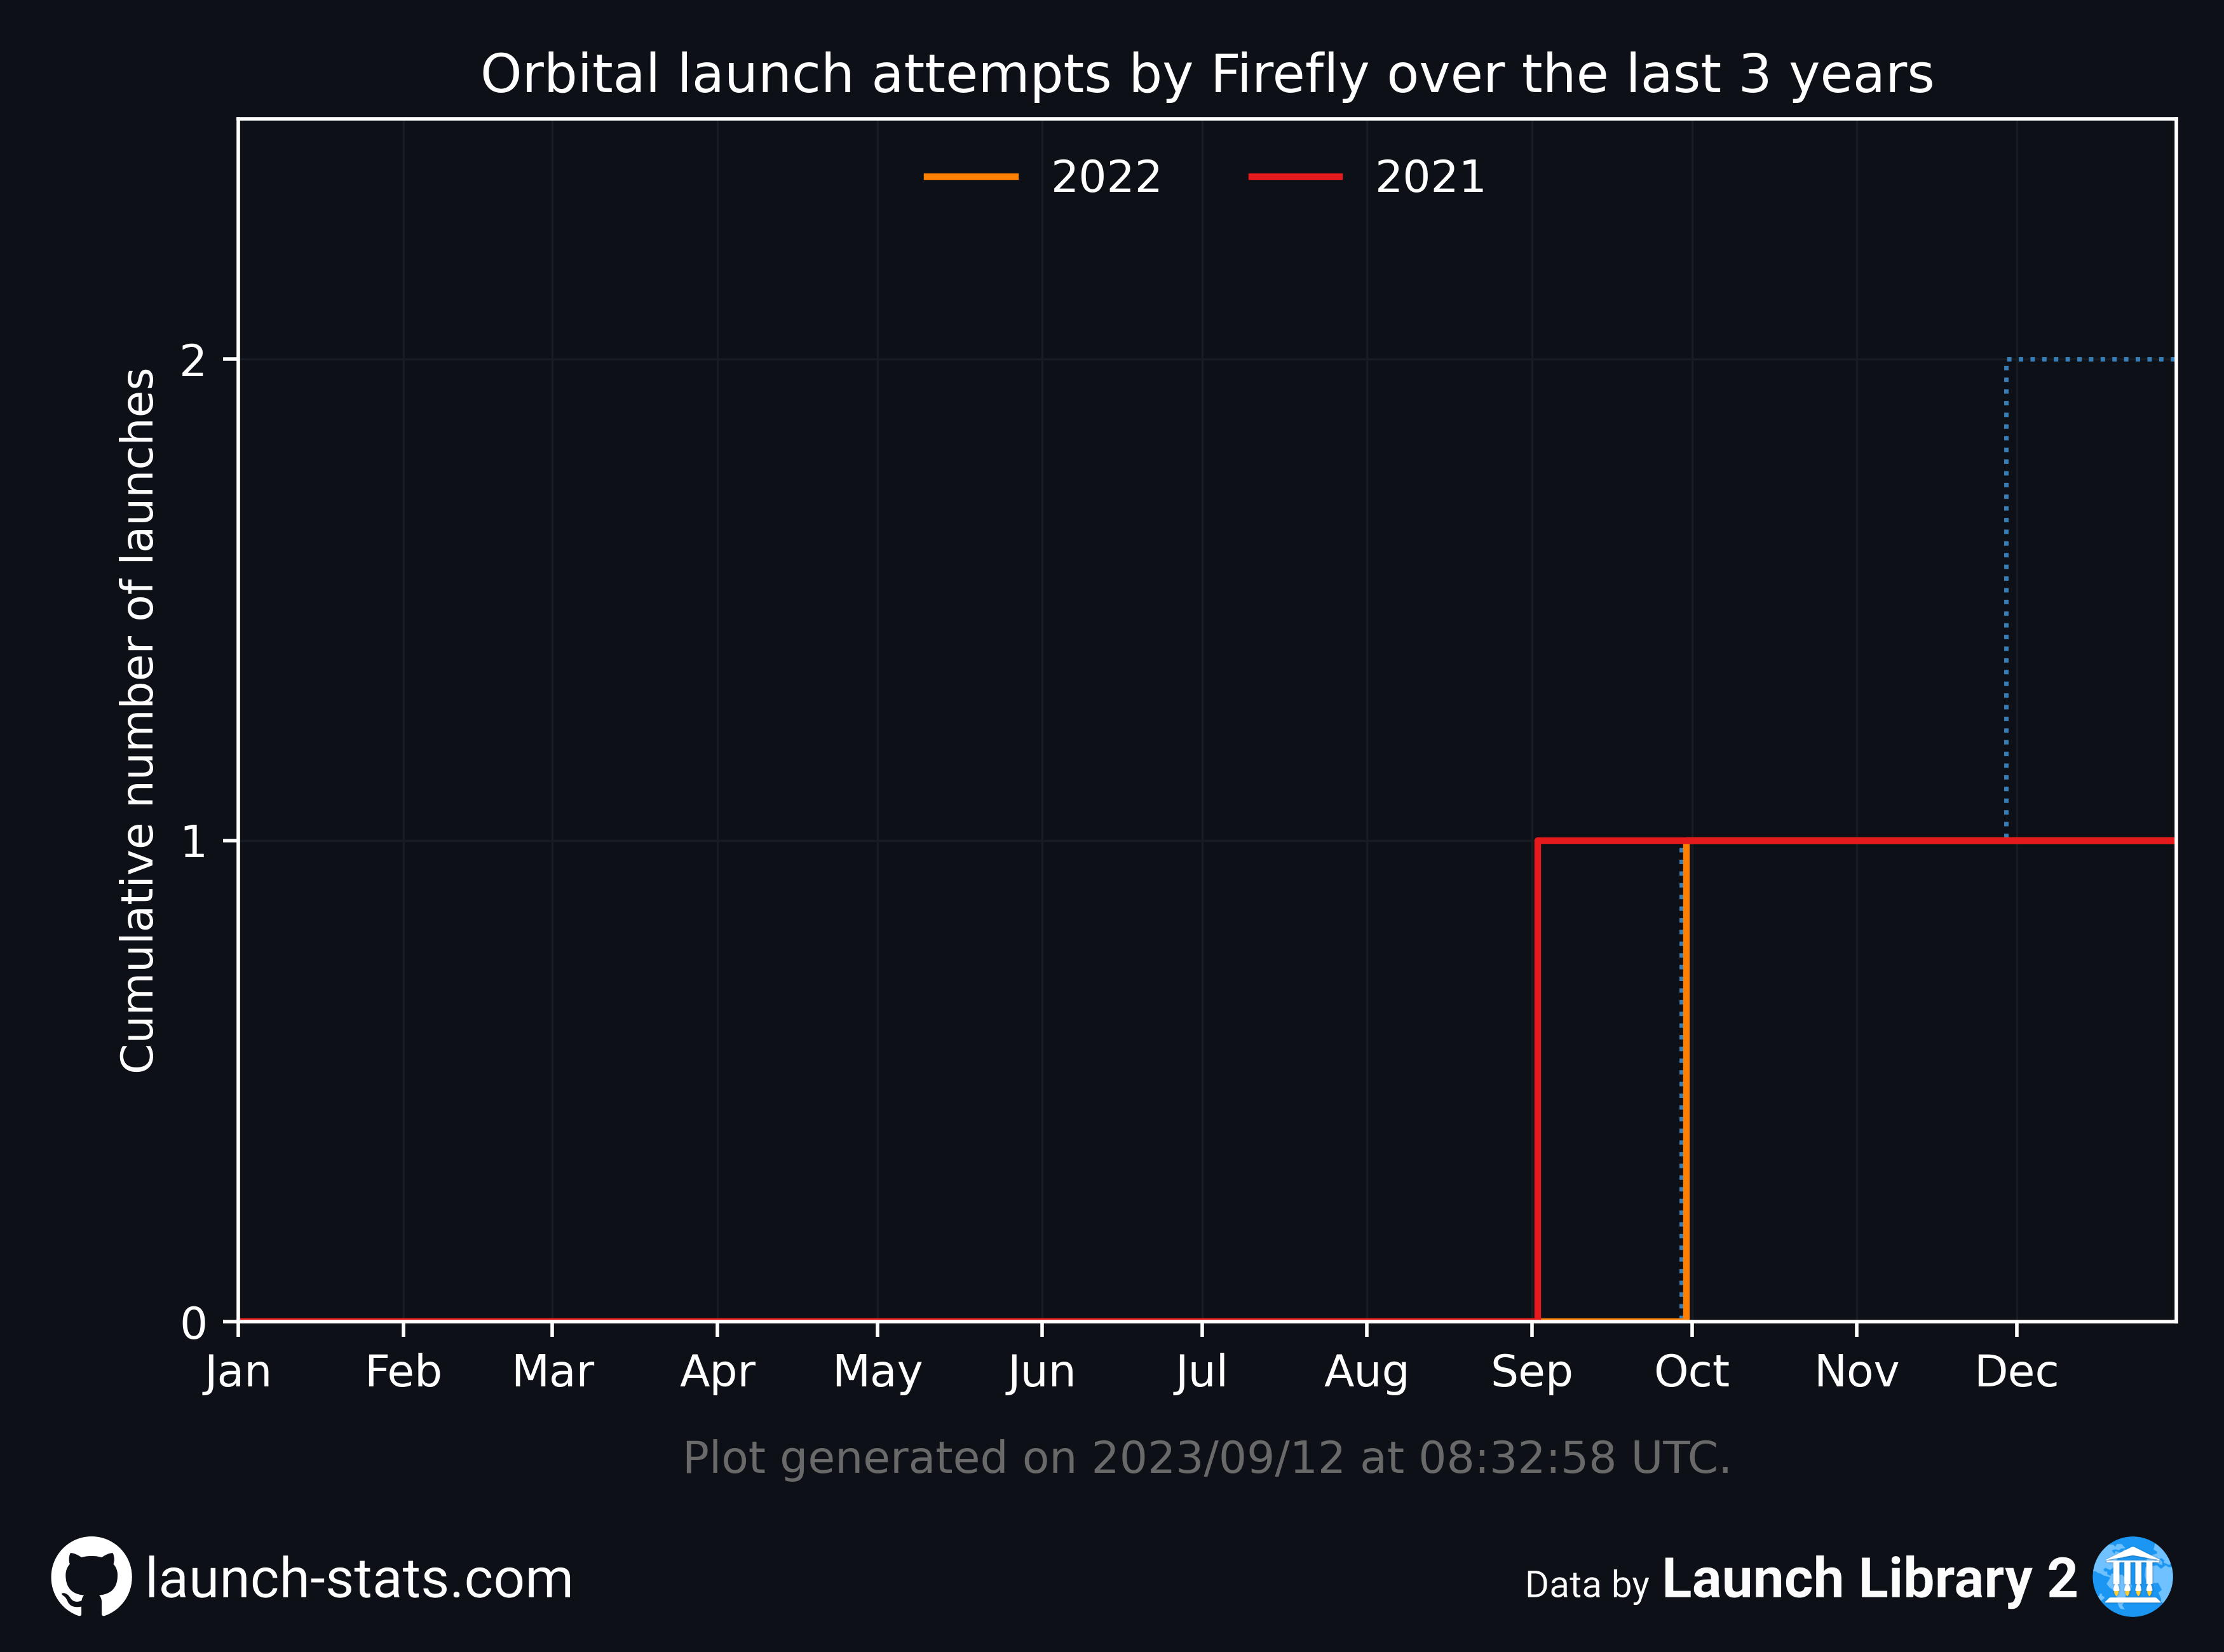 Orbital launch attempts by Firefly over the last 3 years
2022 2021
Cumulative number of launches
2
1
0
Jan Feb Mar Apr May Jun Jul Aug Sep Oct Nov Dec
Plot generated on 2023/09/12 at 08:32:58 UTC.
launch-stats.com
Data by Launch Library 2